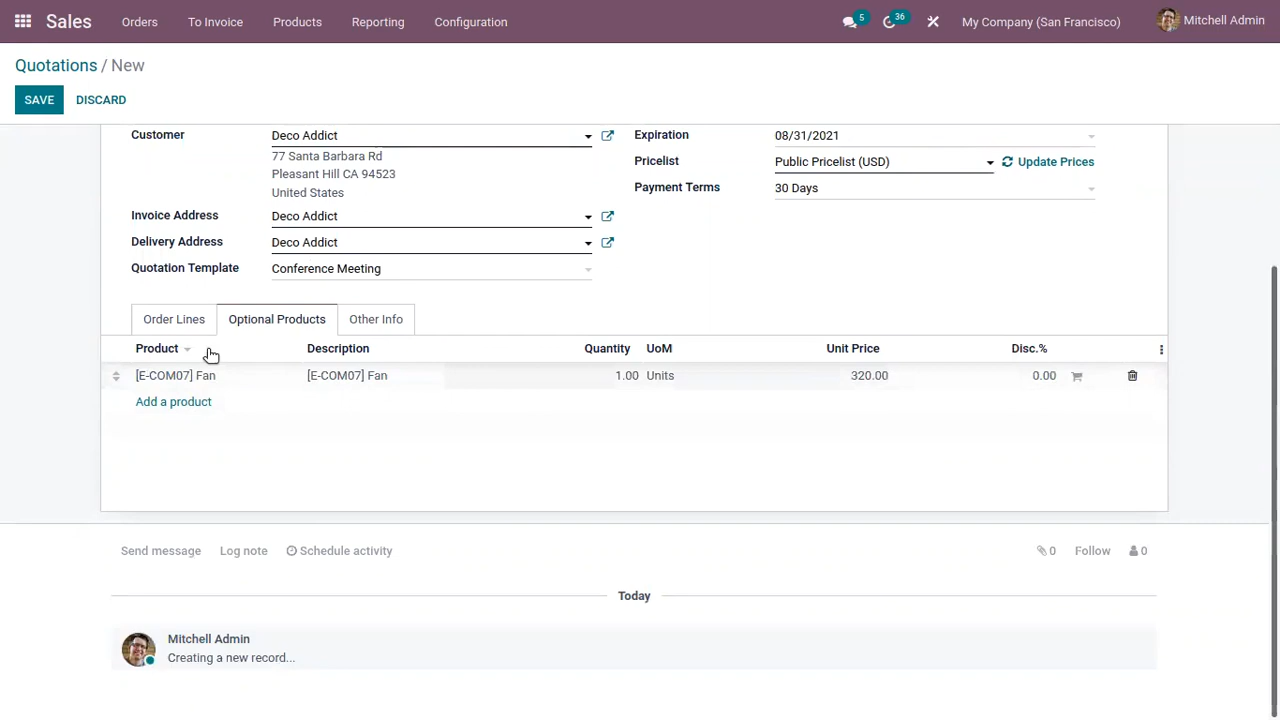 Sales Orders To Invoice Products Reporting Configuration 5 36 My Company (San Francisco) Mitchell Admin
Quotations / New
SAVE DISCARD
Customer Deco Addict Expiration 08/31/2021
77 Santa Barbara Rd Pricelist Public Pricelist (USD) Update Prices
Pleasant Hill CA 94523 Payment Terms 30 Days
United States
Invoice Address Deco Addict
Delivery Address Deco Addict
Quotation Template Conference Meeting
Order Lines Optional Products Other Info
Product Description Quantity UoM Unit Price Disc.%
[E-COM07] Fan [E-COM07] Fan 1.00 Units 320.00 0.00
Add a product
Send message Log note Schedule activity 0 Follow 0
Today
Mitchell Admin
Creating a new record...